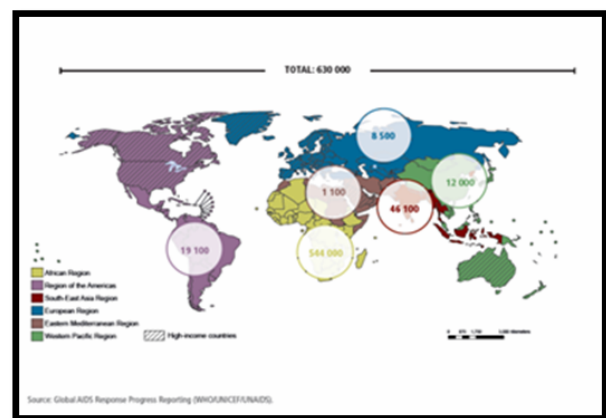 TOTAL: 630 000
8 500
1 100
12 000
46 100
19 100
544 000
African Region
Region of the Americas
South-East Asia Region
European Region
Eastern Mediterranean Region
Western Pacific Region
High-income countries
Source: Global AIDS Response Progress Reporting (WHO/UNICEF/UNAIDS).